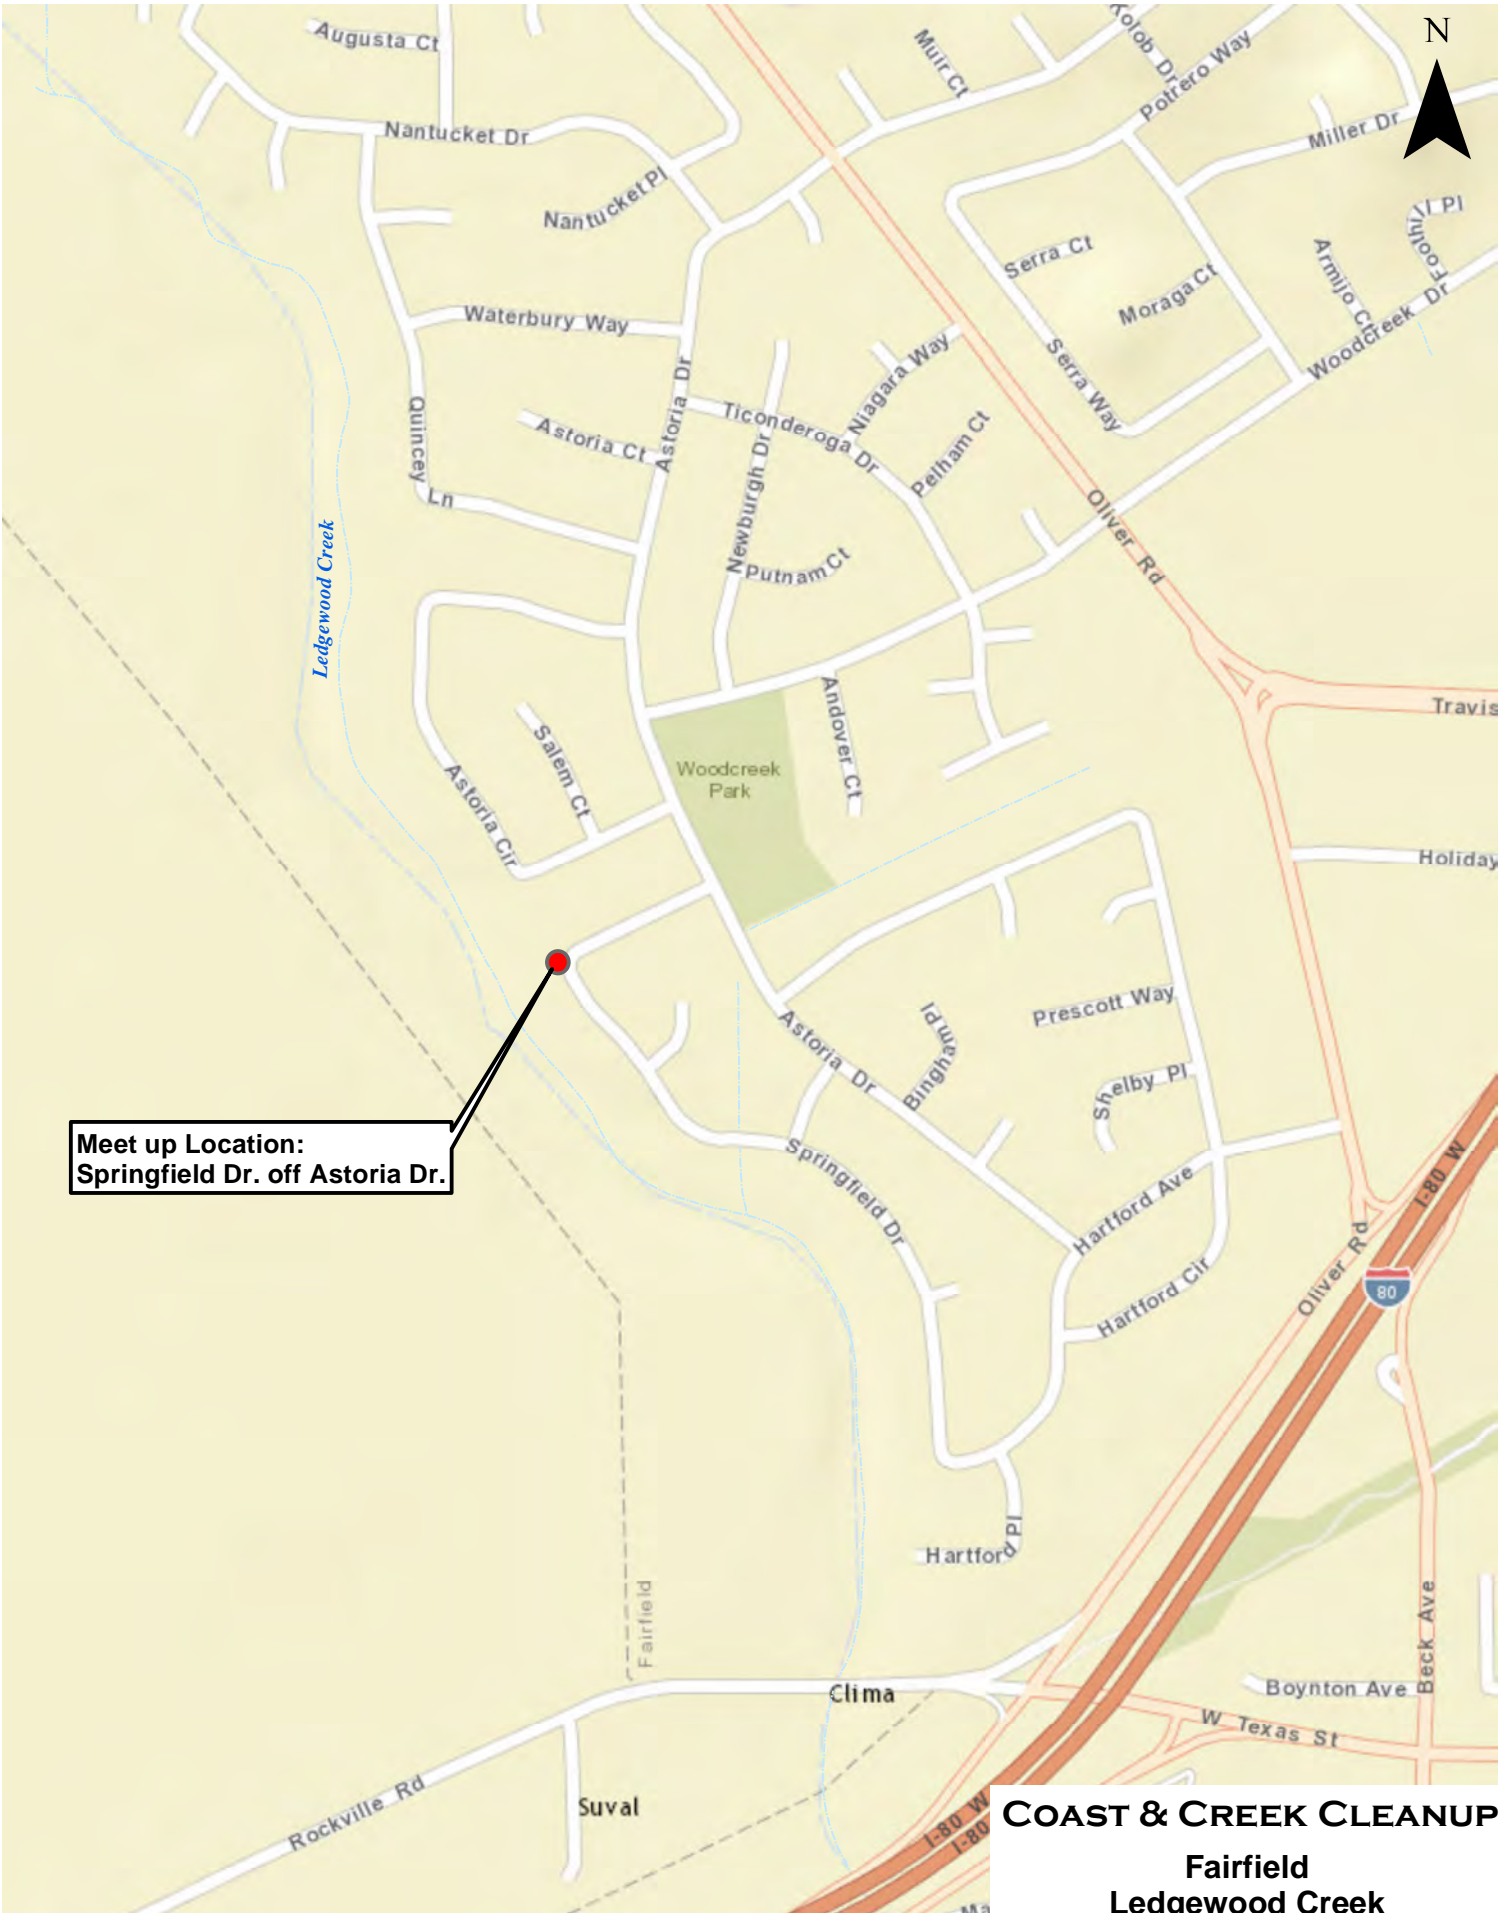 N
Augusta Ct
Muir Ct
Kolob Dr
Potrero Way
Miller Dr
Nantucket Dr
Nantucket Pl
Foothill Pl
Serra Ct
Moraga Ct
Armijo Ct
Woodcreek Dr
Waterbury Way
Niagara Way
Serra Way
Quincey Ln
Astoria Ct
Astoria Dr
Ticonderoga Dr
Newburgh Dr
Pelham Ct
Oliver Rd
Putnam Ct
Ledgewood Creek
Travis
Andover Ct
Salem Ct
Woodcreek
Park
Astoria Cir
Holiday
Prescott Way
Bingham Pl
Astoria Dr
Shelby Pl
Meet up Location:
Springfield Dr. off Astoria Dr.
Springfield Dr
Hartford Ave
I-80 W
Oliver Rd
80
Hartford Cir
Hartford Pl
Fairfield
Beck Ave
Clima
Boynton Ave
W Texas St
Suval
Rockville Rd
I-80 W
I-80
COAST & CREEK CLEANUP
Fairfield
Ledgewood Creek